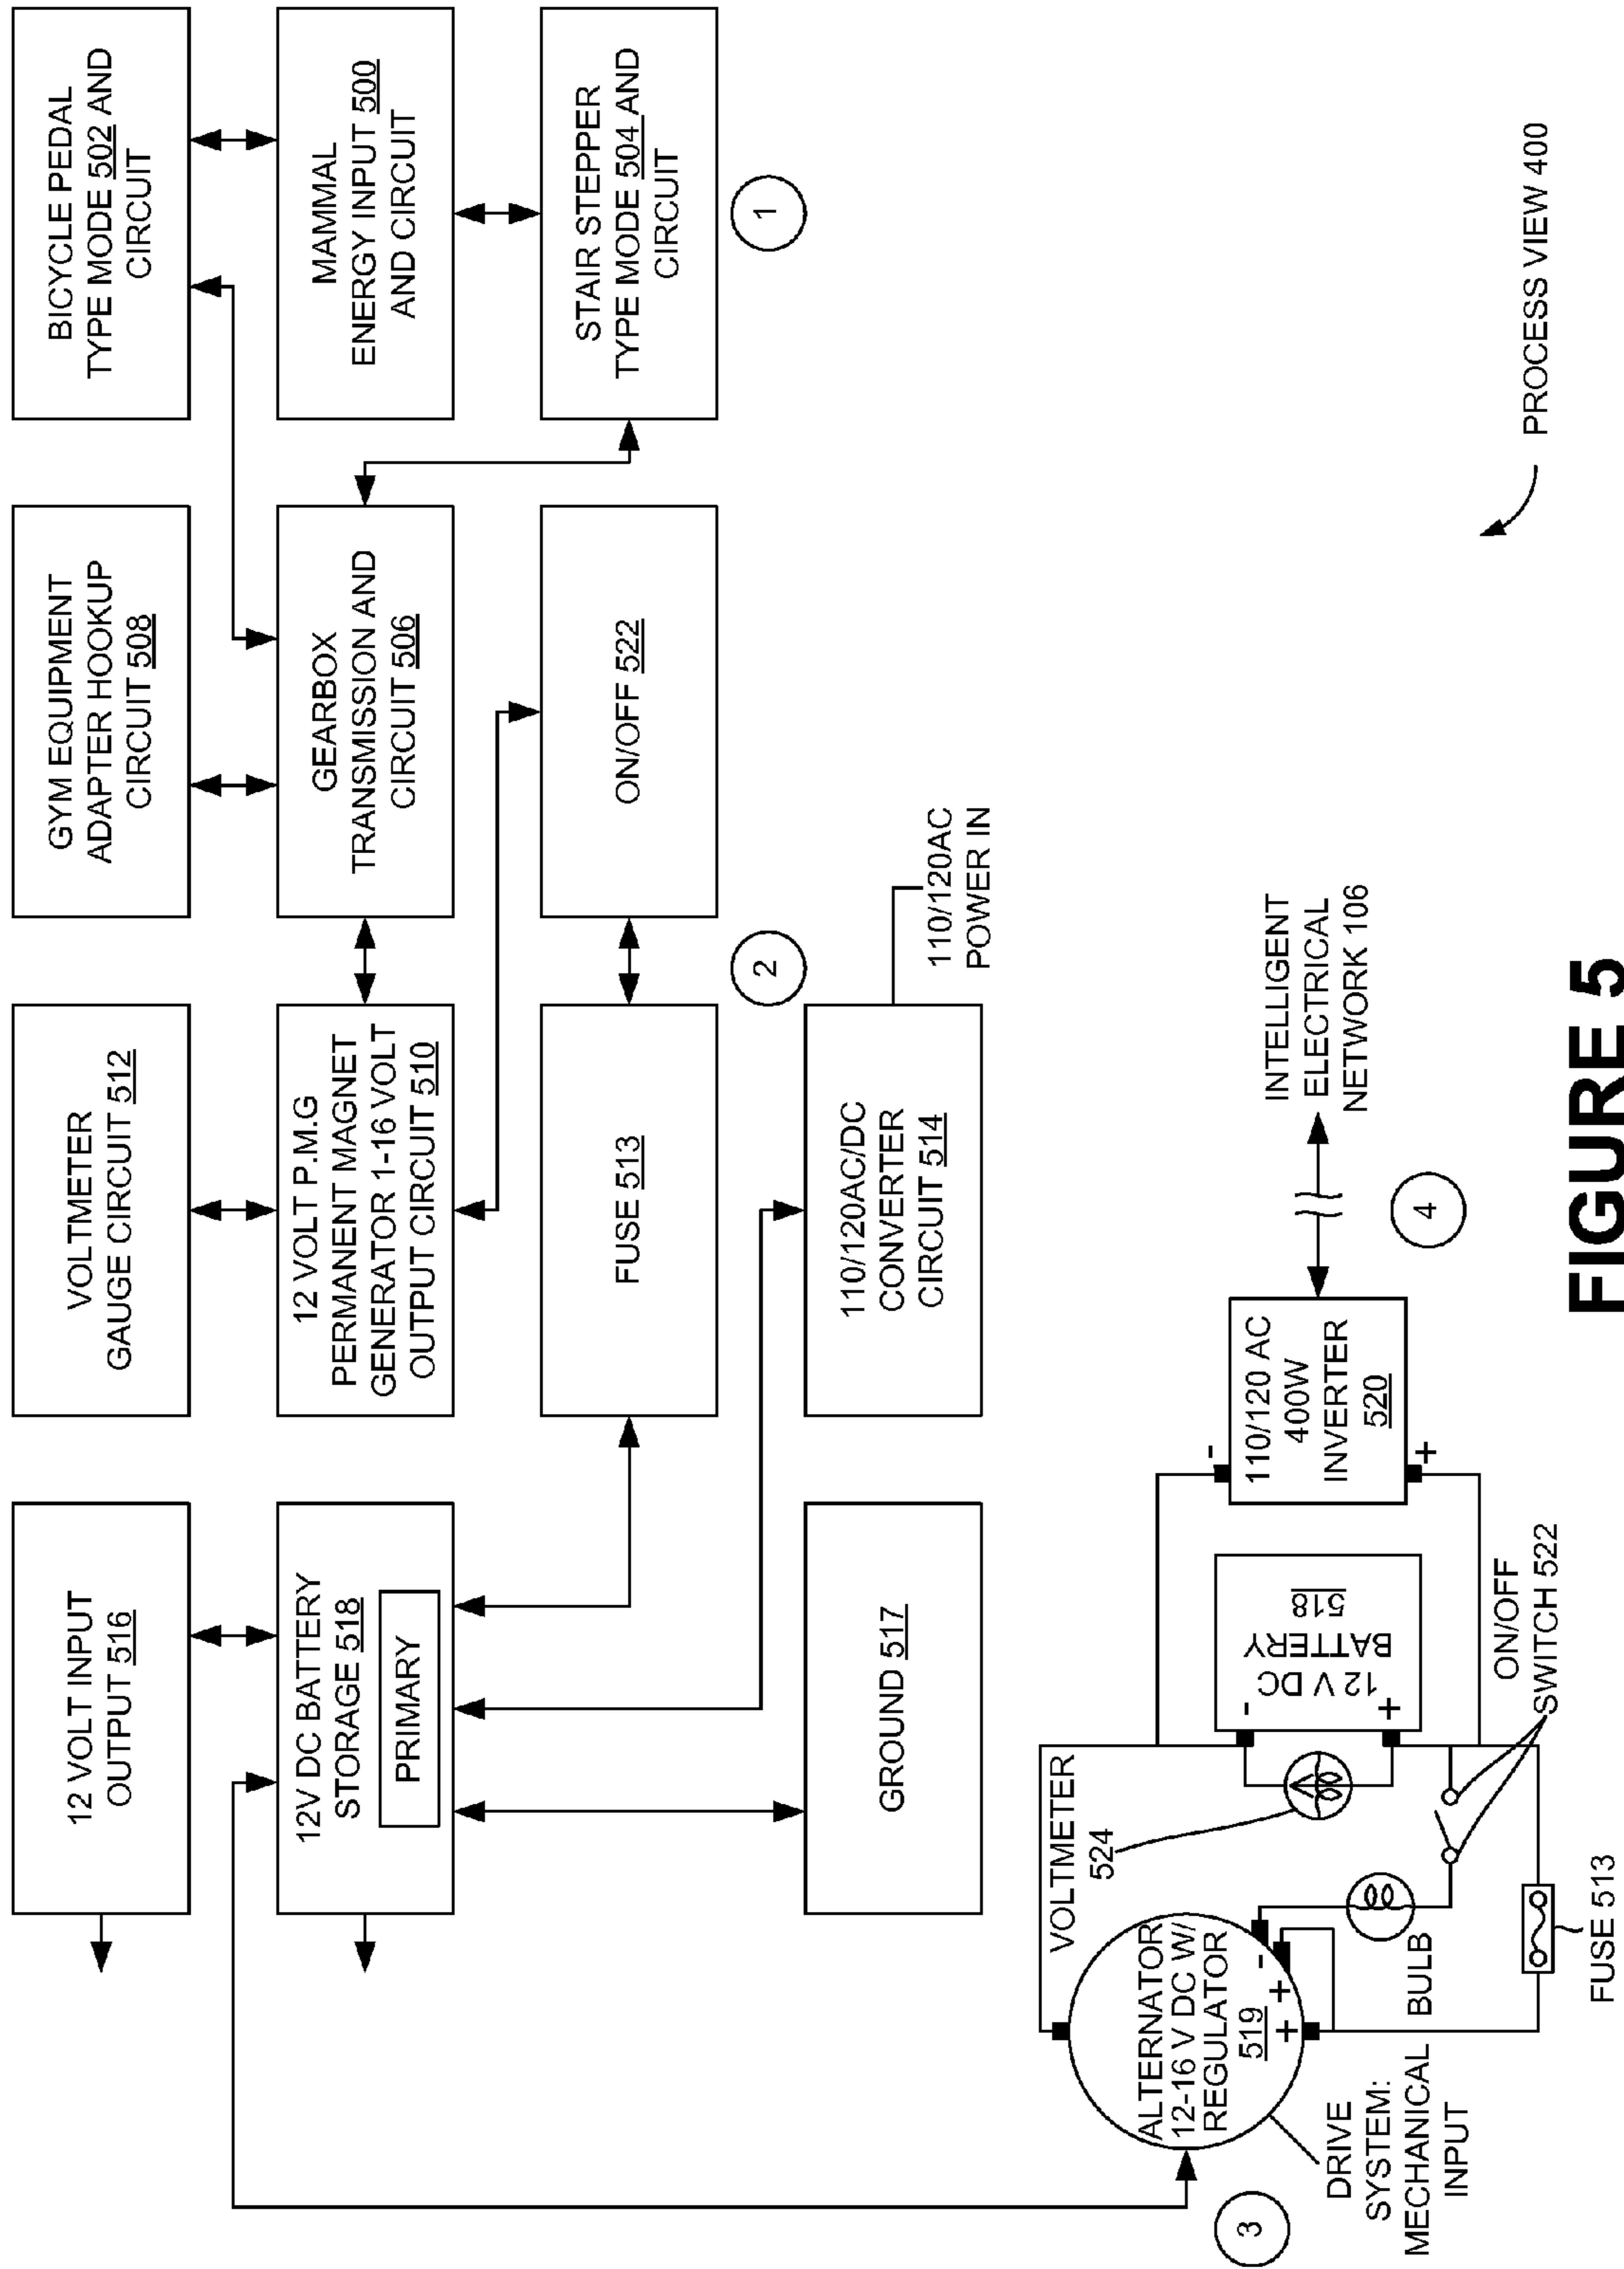 12 VOLT INPUT
OUTPUT 516
VOLTMETER
GAUGE CIRCUIT 512
GYM EQUIPMENT
ADAPTER HOOKUP
CIRCUIT 508
BICYCLE PEDAL
TYPE MODE 502 AND
CIRCUIT
12V DC BATTERY
STORAGE 518
PRIMARY
12 VOLT P.M.G
PERMANENT MAGNET
GENERATOR 1-16 VOLT
OUTPUT CIRCUIT 510
GEARBOX
TRANSMISSION AND
CIRCUIT 506
MAMMAL
ENERGY INPUT 500
AND CIRCUIT
FUSE 513
ON/OFF 522
STAIR STEPPER
TYPE MODE 504 AND
CIRCUIT
2
1
GROUND 517
110/120AC/DC
CONVERTER
CIRCUIT 514
110/120AC
POWER IN
VOLTMETER
524
ALTERNATOR
12-16 V DC W/
REGULATOR
519
-
+
+
3
DRIVE
SYSTEM:
MECHANICAL
INPUT
BULB
-
+
12 V DC
BATTERY
518
-
110/120 AC
400W
INVERTER
520
+
INTELLIGENT
ELECTRICAL
NETWORK 106
4
ON/OFF
SWITCH 522
FUSE 513
PROCESS VIEW 400
FIGURE 5